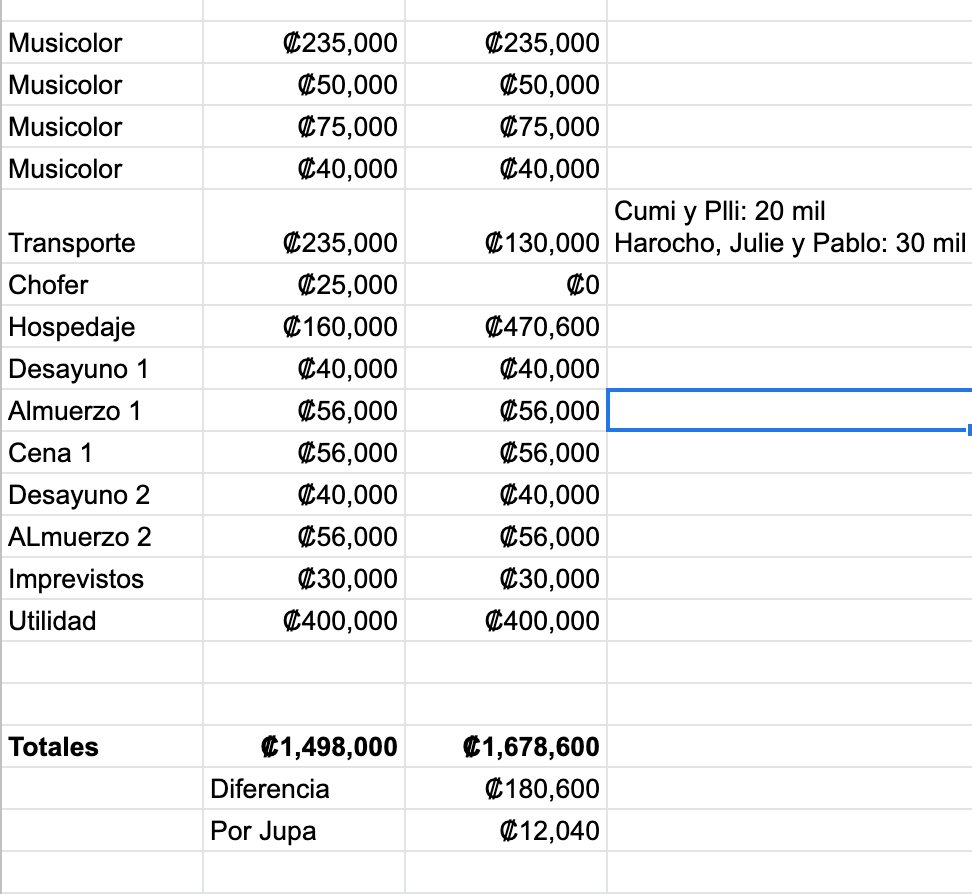 Musicolor ₡235,000 ₡235,000
Musicolor ₡50,000 ₡50,000
Musicolor ₡75,000 ₡75,000
Musicolor ₡40,000 ₡40,000
Cumi y Plli: 20 mil
Transporte ₡235,000 ₡130,000 Harocho, Julie y Pablo: 30 mil
Chofer ₡25,000 ₡0
Hospedaje ₡160,000 ₡470,600
Desayuno 1 ₡40,000 ₡40,000
Almuerzo 1 ₡56,000 ₡56,000
Cena 1 ₡56,000 ₡56,000
Desayuno 2 ₡40,000 ₡40,000
ALmuerzo 2 ₡56,000 ₡56,000
Imprevistos ₡30,000 ₡30,000
Utilidad ₡400,000 ₡400,000
Totales ₡1,498,000 ₡1,678,600
Diferencia ₡180,600
Por Jupa ₡12,040